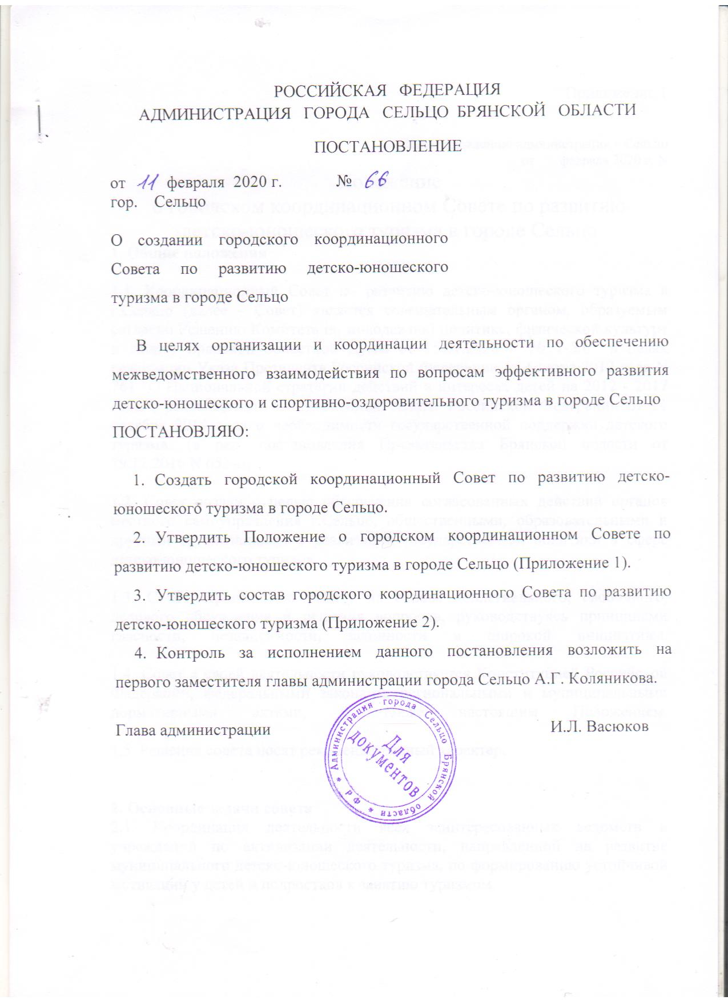 РОССИЙСКАЯ ФЕДЕРАЦИЯ
АДМИНИСТРАЦИЯ ГОРОДА СЕЛЬЦО БРЯНСКОЙ ОБЛАСТИ
ПОСТАНОВЛЕНИЕ
от 11 февраля 2020 г. № 66
гор. Сельцо
О создании городского координационного
Совета по развитию детско-юношеского
туризма в городе Сельцо
В целях организации и координации деятельности по обеспечению
межведомственного взаимодействия по вопросам эффективного развития
детско-юношеского и спортивно-оздоровительного туризма в городе Сельцо
ПОСТАНОВЛЯЮ:
1. Создать городской координационный Совет по развитию детско-
юношеского туризма в городе Сельцо.
2. Утвердить Положение о городском координационном Совете по
развитию детско-юношеского туризма в городе Сельцо (Приложение 1).
3. Утвердить состав городского координационного Совета по развитию
детско-юношеского туризма (Приложение 2).
4. Контроль за исполнением данного постановления возложить на
первого заместителя главы администрации города Сельцо А.Г. Коляникова.
Глава администрации И.Л. Васюков
* Администрация города Сельцо Брянской области * РФ
Для
документов